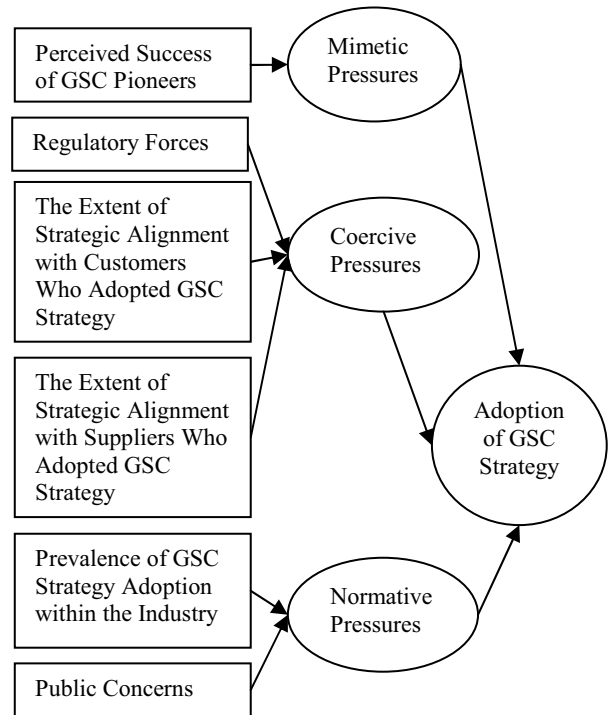 Perceived Success
of GSC Pioneers
Mimetic
Pressures
Regulatory Forces
The Extent of
Strategic Alignment
with Customers
Who Adopted GSC
Strategy
Coercive
Pressures
The Extent of
Strategic Alignment
with Suppliers Who
Adopted GSC
Strategy
Adoption
of GSC
Strategy
Prevalence of GSC
Strategy Adoption
within the Industry
Normative
Pressures
Public Concerns